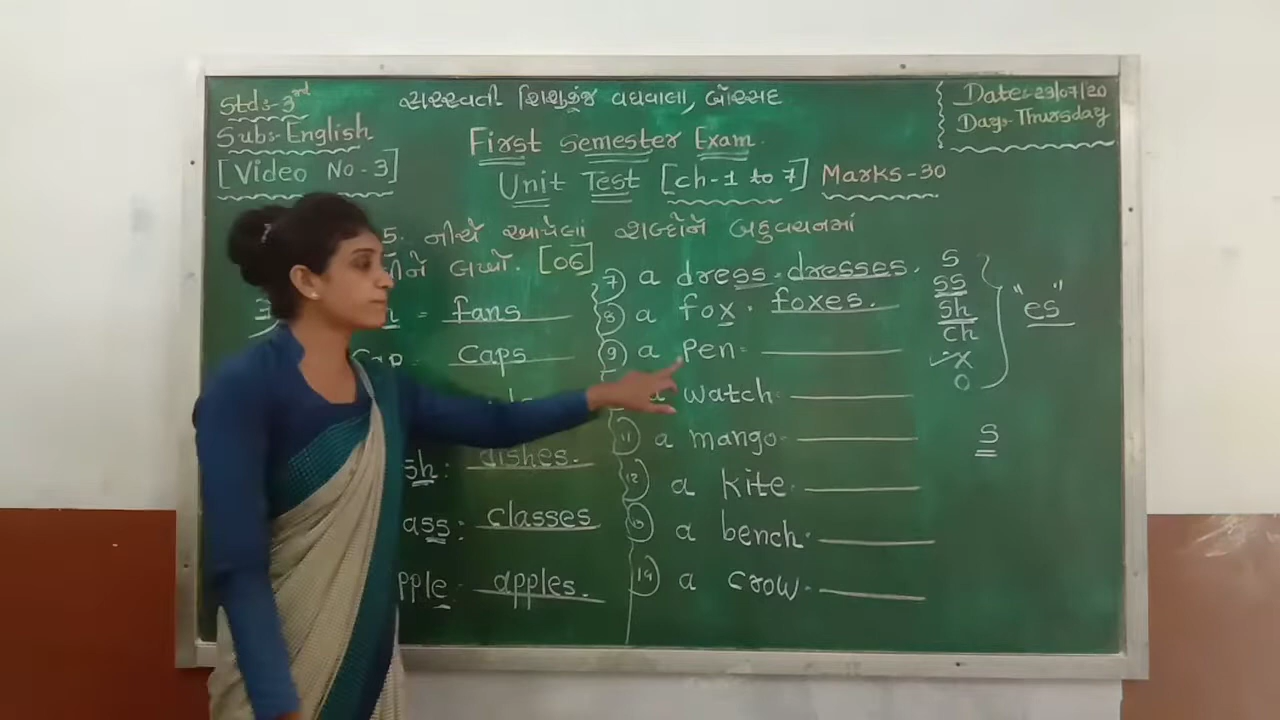 Std:- 3rd
સરસ્વતી શિશુકુંજ વઘવાલા, બોરસદ
Date:- 23/07/20
Sub:- English
First Semester Exam.
Day:- Thursday
[Video No - 3]
Unit Test [ch-1 to 7] Marks-30
5. નીચે આપેલાં શબ્દોને બહુવચનમાં
લખો. [06]
= fans
caps
sh: dishes.
ass: classes
pple: apples.
7) a dress. dresses.
8) a fox. foxes.
9) a Pen=
a watch.
11) a mango-
12) a kite.
13) a bench.
14) a crow.
s
ss
sh
ch
x
o
"es"
s